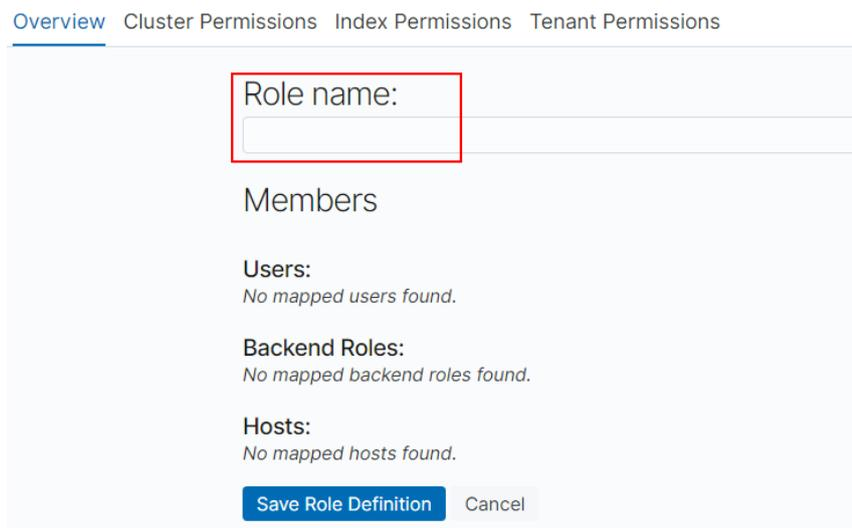 Overview Cluster Permissions Index Permissions Tenant Permissions
Role name:
Members
Users:
No mapped users found.
Backend Roles:
No mapped backend roles found.
Hosts:
No mapped hosts found.
Save Role Definition Cancel